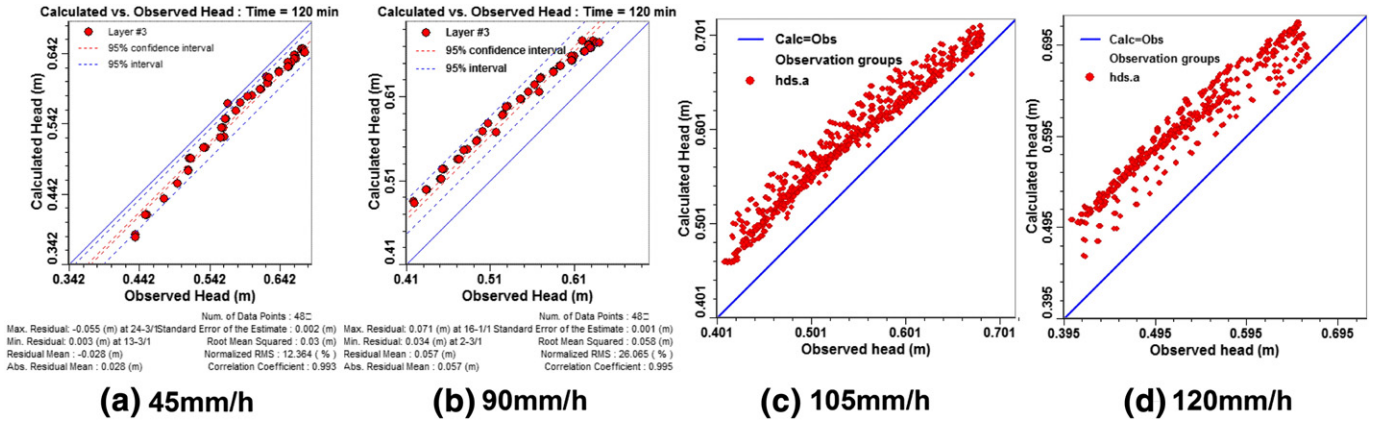 Calculated vs. Observed Head : Time = 120 min
Layer #3
95% confidence interval
95% interval
Calculated Head (m)
0.642
0.542
0.442
0.342
0.342 0.442 0.542 0.642
Observed Head (m)
Num. of Data Points : 48
Max. Residual: -0.055 (m) at 24-3/1 Standard Error of the Estimate : 0.002 (m)
Min. Residual: 0.003 (m) at 13-3/1 Root Mean Squared : 0.03 (m)
Residual Mean : -0.028 (m) Normalized RMS : 12.364 ( % )
Abs. Residual Mean : 0.028 (m) Correlation Coefficient : 0.993
(a) 45mm/h
Calculated vs. Observed Head : Time = 120 min
Layer #3
95% confidence interval
95% interval
Calculated Head (m)
0.61
0.51
0.41
0.41 0.51 0.61
Observed Head (m)
Num. of Data Points : 48
Max. Residual: 0.071 (m) at 16-1/1 Standard Error of the Estimate : 0.001 (m)
Min. Residual: 0.034 (m) at 2-3/1 Root Mean Squared : 0.058 (m)
Residual Mean : 0.057 (m) Normalized RMS : 26.065 ( % )
Abs. Residual Mean : 0.057 (m) Correlation Coefficient : 0.995
(b) 90mm/h
Calc=Obs
Observation groups
hds.a
Calculated Head (m)
0.701
0.601
0.501
0.401
0.401 0.501 0.601 0.701
Observed head (m)
(c) 105mm/h
Calc=Obs
Observation groups
hds.a
Calculated head (m)
0.695
0.595
0.495
0.395
0.395 0.495 0.595 0.695
Observed head (m)
(d) 120mm/h